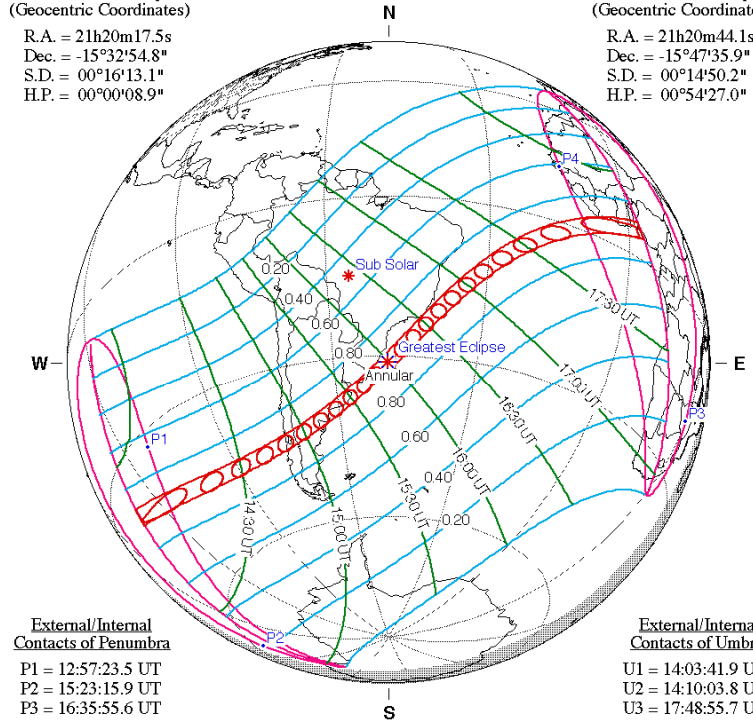 (Geocentric Coordinates)
R.A. = 21h20m17.5s
Dec. = -15°32'54.8"
S.D. = 00°16'13.1"
H.P. = 00°00'08.9"
N
(Geocentric Coordinate
R.A. = 21h20m44.1s
Dec. = -15°47'35.9"
S.D. = 00°14'50.2"
H.P. = 00°54'27.0"
P4
Sub Solar
0.20
0.40
0.60
0.80
17:30 UT
Greatest Eclipse
W
E
Annular
0.80
17:00 UT
P1
0.60
16:30 UT
P3
0.40
16:00 UT
0.20
15:30 UT
15:00 UT
14:30 UT
P2
External/Internal
Contacts of Penumbra
P1 = 12:57:23.5 UT
P2 = 15:23:15.9 UT
P3 = 16:35:55.6 UT
S
External/Intern
Contacts of Umbr
U1 = 14:03:41.9 U
U2 = 14:10:03.8 U
U3 = 17:48:55.7 U